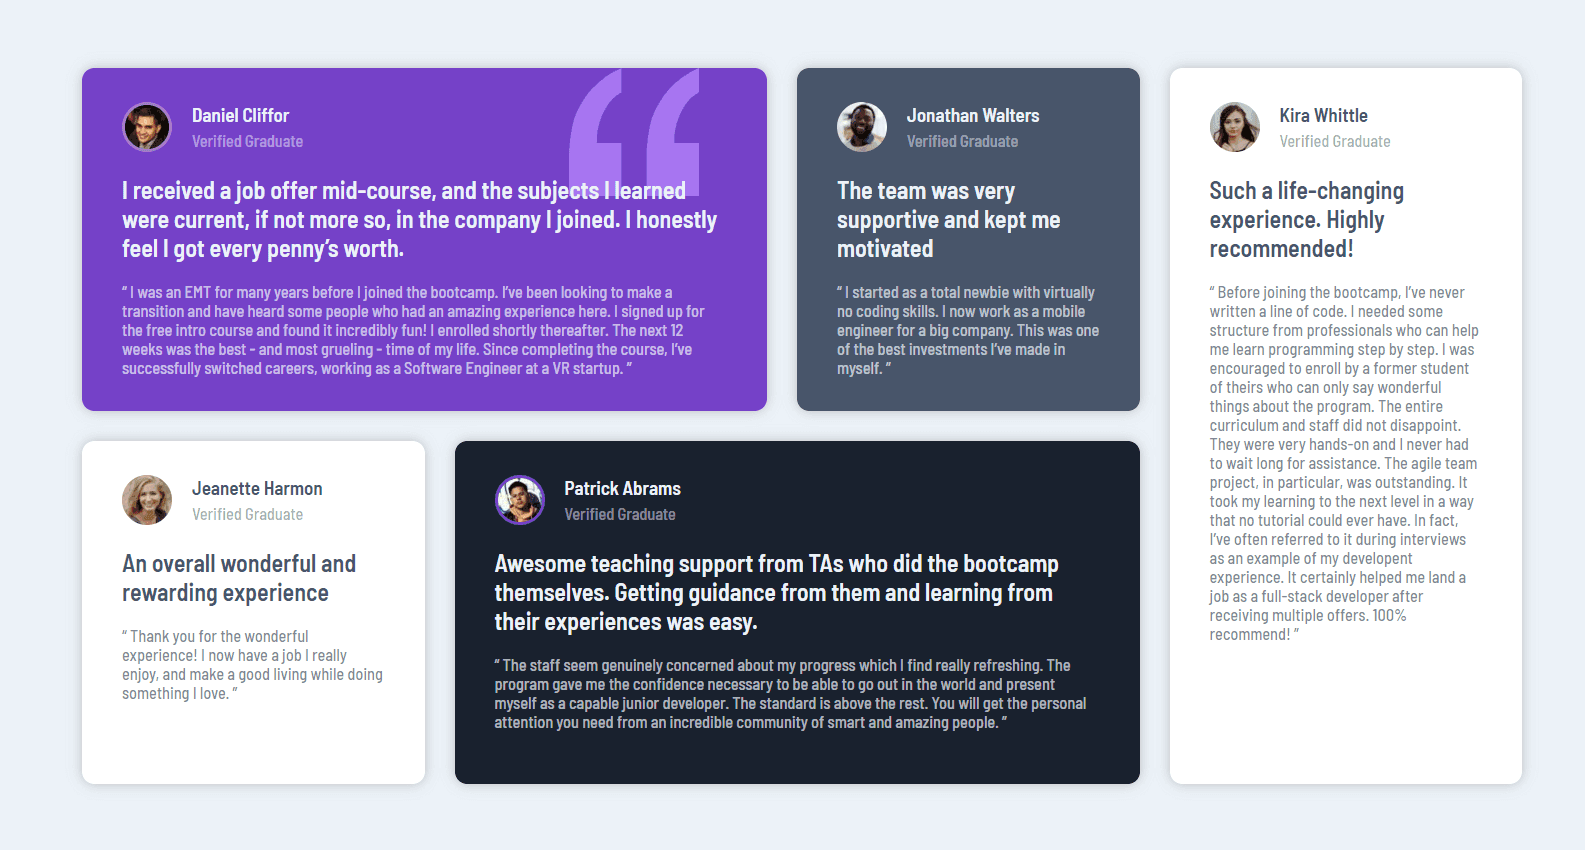 Daniel Cliffor
Verified Graduate
I received a job offer mid-course, and the subjects I learned
were current, if not more so, in the company I joined. I honestly
feel I got every penny’s worth.
“ I was an EMT for many years before I joined the bootcamp. I’ve been looking to make a
transition and have heard some people who had an amazing experience here. I signed up for
the free intro course and found it incredibly fun! I enrolled shortly thereafter. The next 12
weeks was the best - and most grueling - time of my life. Since completing the course, I’ve
successfully switched careers, working as a Software Engineer at a VR startup. ”
Jonathan Walters
Verified Graduate
The team was very
supportive and kept me
motivated
“ I started as a total newbie with virtually
no coding skills. I now work as a mobile
engineer for a big company. This was one
of the best investments I’ve made in
myself. ”
Kira Whittle
Verified Graduate
Such a life-changing
experience. Highly
recommended!
“ Before joining the bootcamp, I’ve never
written a line of code. I needed some
structure from professionals who can help
me learn programming step by step. I was
encouraged to enroll by a former student
of theirs who can only say wonderful
things about the program. The entire
curriculum and staff did not disappoint.
They were very hands-on and I never had
to wait long for assistance. The agile team
project, in particular, was outstanding. It
took my learning to the next level in a way
that no tutorial could ever have. In fact,
I’ve often referred to it during interviews
as an example of my developent
experience. It certainly helped me land a
job as a full-stack developer after
receiving multiple offers. 100%
recommend! ”
Jeanette Harmon
Verified Graduate
An overall wonderful and
rewarding experience
“ Thank you for the wonderful
experience! I now have a job I really
enjoy, and make a good living while doing
something I love. ”
Patrick Abrams
Verified Graduate
Awesome teaching support from TAs who did the bootcamp
themselves. Getting guidance from them and learning from
their experiences was easy.
“ The staff seem genuinely concerned about my progress which I find really refreshing. The
program gave me the confidence necessary to be able to go out in the world and present
myself as a capable junior developer. The standard is above the rest. You will get the personal
attention you need from an incredible community of smart and amazing people. ”